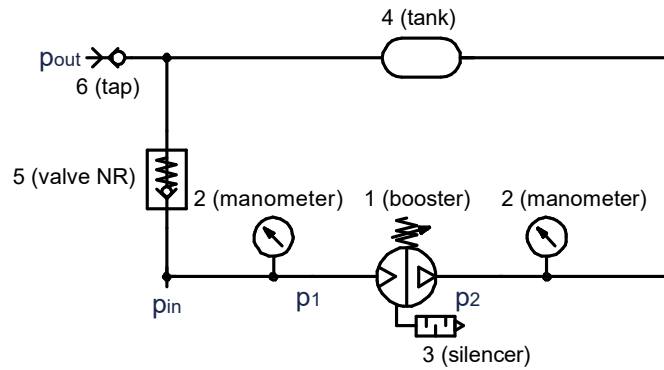 4 (tank)
pout
6 (tap)
5 (valve NR)
2 (manometer)
1 (booster)
2 (manometer)
pin
p1
p2
3 (silencer)